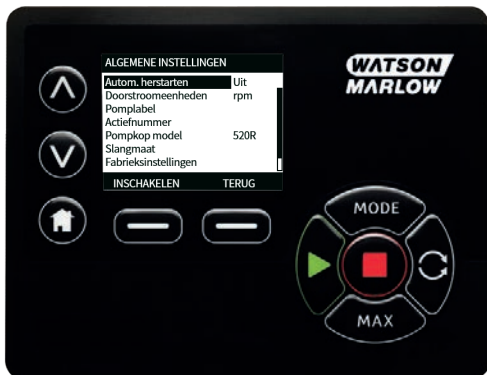 ALGEMENE INSTELLINGEN
Autom. herstarten Uit
Doorstroomeenheden rpm
Pomplabel
Actiefnummer
Pompkop model 520R
Slangmaat
Fabrieksinstellingen
INSCHAKELEN TERUG
WATSON
MARLOW
MODE
MAX